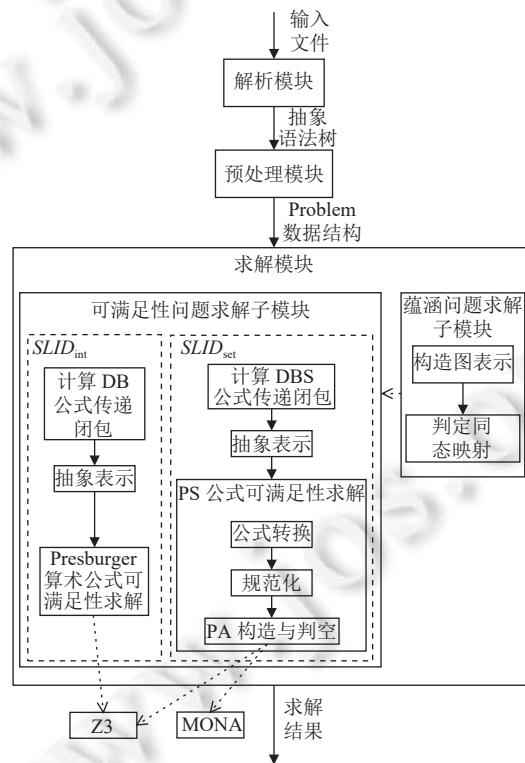 输入
文件
解析模块
抽象
语法树
预处理模块
Problem
数据结构
求解模块
可满足性问题求解子模块
SLID_int
计算 DB
公式传递
闭包
抽象表示
Presburger
算术公式可
满足性求解
SLID_set
计算 DBS
公式传递闭包
抽象表示
PS 公式可满足性求解
公式转换
规范化
PA 构造与判空
蕴涵问题求解
子模块
构造图表示
判定同
态映射
Z3
MONA
求解
结果